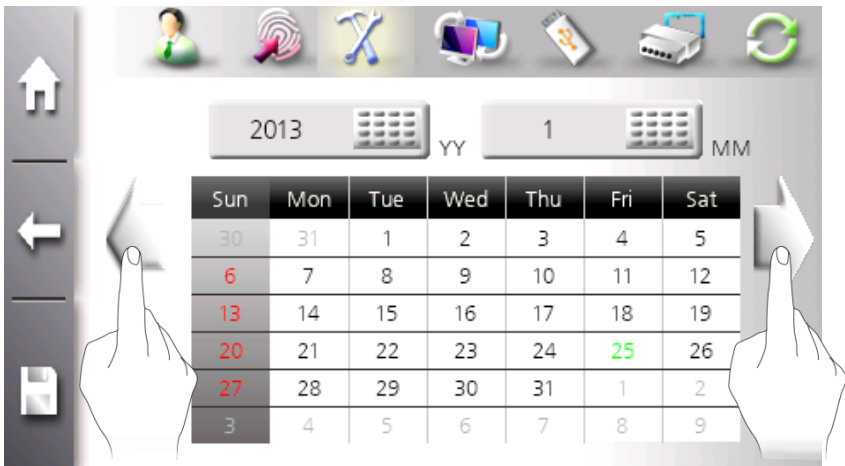 2013 YY 1 MM
Sun Mon Tue Wed Thu Fri Sat
30 31 1 2 3 4 5
6 7 8 9 10 11 12
13 14 15 16 17 18 19
20 21 22 23 24 25 26
27 28 29 30 31 1 2
3 4 5 6 7 8 9